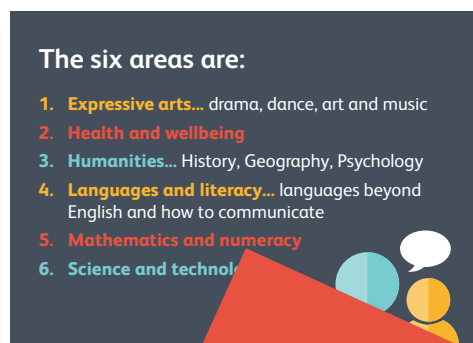 The six areas are:
1. Expressive arts... drama, dance, art and music
2. Health and wellbeing
3. Humanities... History, Geography, Psychology
4. Languages and literacy... languages beyond
English and how to communicate
5. Mathematics and numeracy
6. Science and